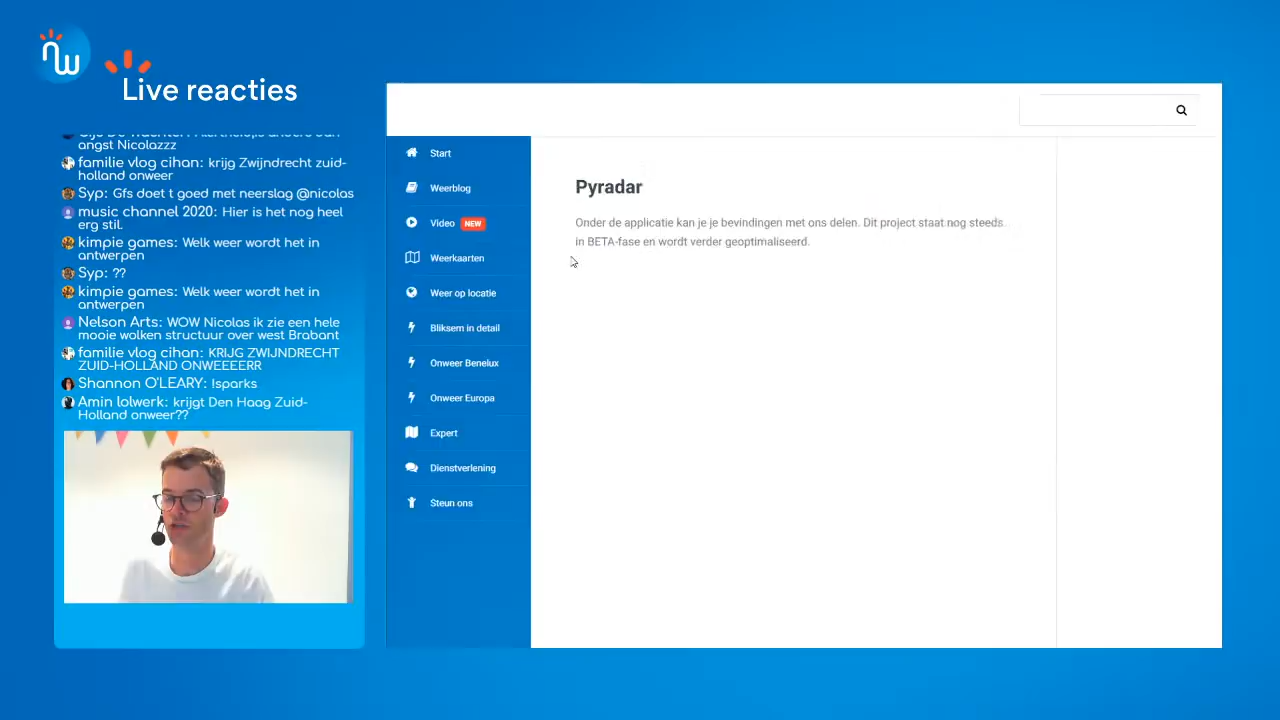 nw
Live reacties
angst Nicolazzz
familie vlog cihan: krijg Zwijndrecht zuid-
holland onweer
Syp: Gfs doet t goed met neerslag @nicolas
music channel 2020: Hier is het nog heel
erg stil.
kimpie games: Welk weer wordt het in
antwerpen
Syp: ??
kimpie games: Welk weer wordt het in
antwerpen
Nelson Arts: WOW Nicolas ik zie een hele
mooie wolken structuur over west Brabant
familie vlog cihan: KRIJG ZWIJNDRECHT
ZUID-HOLLAND ONWEEEERR
Shannon O'LEARY: !sparks
Amin lolwerk: krijgt Den Haag Zuid-
Holland onweer??
Start
Weerblog
Video NEW
Weerkaarten
Weer op locatie
Bliksem in detail
Onweer Benelux
Onweer Europa
Expert
Dienstverlening
Steun ons
Pyradar
Onder de applicatie kan je je bevindingen met ons delen. Dit project staat nog steeds
in BETA-fase en wordt verder geoptimaliseerd.